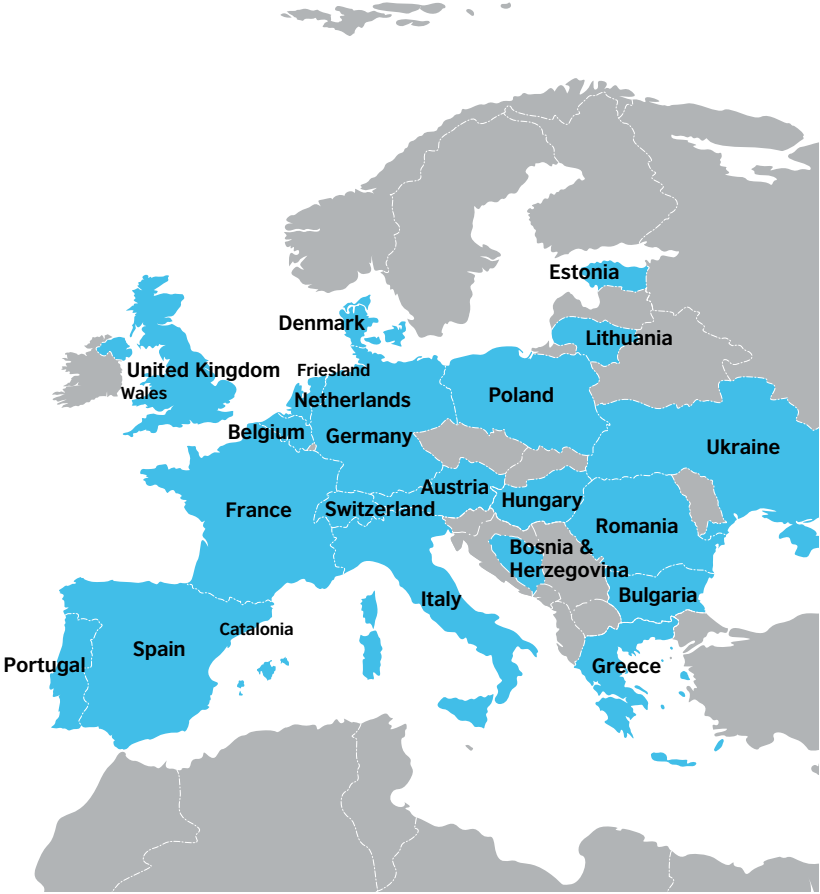 Estonia
Denmark
Lithuania
United Kingdom
Friesland
Wales
Netherlands
Poland
Belgium
Germany
Ukraine
Austria
Hungary
France
Switzerland
Romania
Bosnia &
Herzegovina
Italy
Bulgaria
Catalonia
Spain
Portugal
Greece